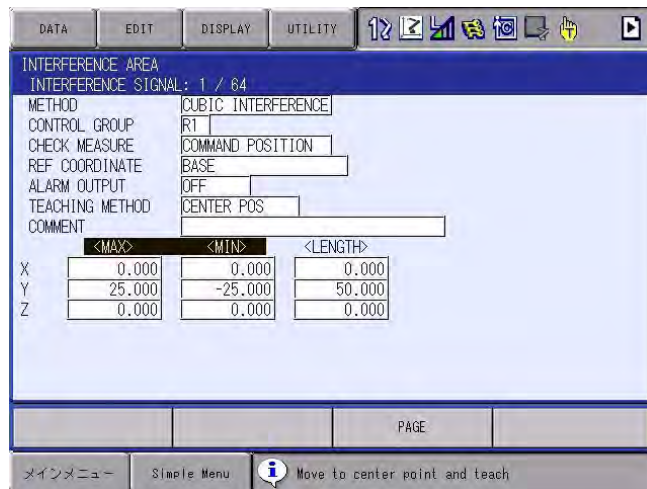 DATA EDIT DISPLAY UTILITY
INTERFERENCE AREA
INTERFERENCE SIGNAL: 1 / 64
METHOD CUBIC INTERFERENCE
CONTROL GROUP R1
CHECK MEASURE COMMAND POSITION
REF COORDINATE BASE
ALARM OUTPUT OFF
TEACHING METHOD CENTER POS
COMMENT
<MAX> <MIN> <LENGTH>
X 0.000 0.000 0.000
Y 25.000 -25.000 50.000
Z 0.000 0.000 0.000
PAGE
メインメニュー Simple Menu Move to center point and teach